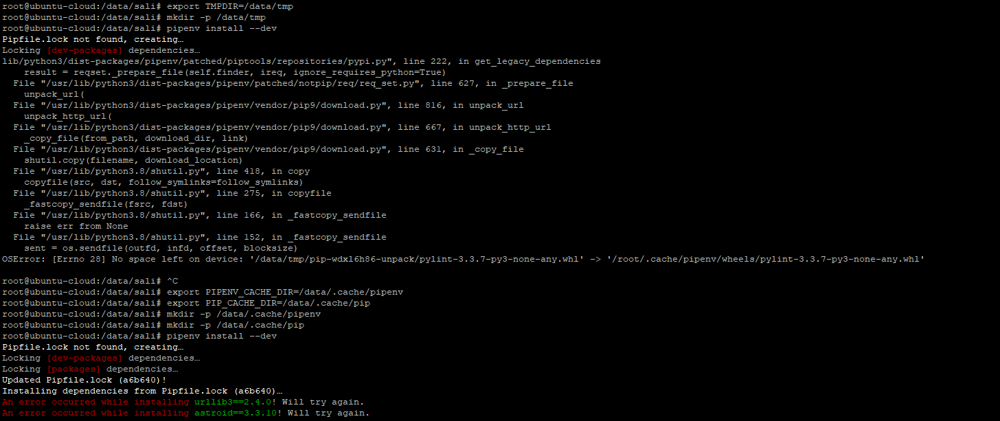 root@ubuntu-cloud:/data/sali# export TMPDIR=/data/tmp
root@ubuntu-cloud:/data/sali# mkdir -p /data/tmp
root@ubuntu-cloud:/data/sali# pipenv install --dev
Pipfile.lock not found, creating…
Locking [dev-packages] dependencies…
lib/python3/dist-packages/pipenv/patched/piptools/repositories/pypi.py", line 222, in get_legacy_dependencies
    result = reqset._prepare_file(self.finder, ireq, ignore_requires_python=True)
  File "/usr/lib/python3/dist-packages/pipenv/patched/notpip/req/req_set.py", line 627, in _prepare_file
    unpack_url(
  File "/usr/lib/python3/dist-packages/pipenv/vendor/pip9/download.py", line 816, in unpack_url
    unpack_http_url(
  File "/usr/lib/python3/dist-packages/pipenv/vendor/pip9/download.py", line 667, in unpack_http_url
    _copy_file(from_path, download_dir, link)
  File "/usr/lib/python3/dist-packages/pipenv/vendor/pip9/download.py", line 631, in _copy_file
    shutil.copy(filename, download_location)
  File "/usr/lib/python3.8/shutil.py", line 418, in copy
    copyfile(src, dst, follow_symlinks=follow_symlinks)
  File "/usr/lib/python3.8/shutil.py", line 275, in copyfile
    _fastcopy_sendfile(fsrc, fdst)
  File "/usr/lib/python3.8/shutil.py", line 166, in _fastcopy_sendfile
    raise err from None
  File "/usr/lib/python3.8/shutil.py", line 152, in _fastcopy_sendfile
    sent = os.sendfile(outfd, infd, offset, blocksize)
OSError: [Errno 28] No space left on device: '/data/tmp/pip-wdxl6h86-unpack/pylint-3.3.7-py3-none-any.whl' -> '/root/.cache/pipenv/wheels/pylint-3.3.7-py3-none-any.whl'
root@ubuntu-cloud:/data/sali# ^C
root@ubuntu-cloud:/data/sali# export PIPENV_CACHE_DIR=/data/.cache/pipenv
root@ubuntu-cloud:/data/sali# export PIP_CACHE_DIR=/data/.cache/pip
root@ubuntu-cloud:/data/sali# mkdir -p /data/.cache/pipenv
root@ubuntu-cloud:/data/sali# mkdir -p /data/.cache/pip
root@ubuntu-cloud:/data/sali# pipenv install --dev
Pipfile.lock not found, creating…
Locking [dev-packages] dependencies…
Locking [packages] dependencies…
Updated Pipfile.lock (a6b640)!
Installing dependencies from Pipfile.lock (a6b640)…
An error occurred while installing urllib3==2.4.0! Will try again.
An error occurred while installing astroid==3.3.10! Will try again.